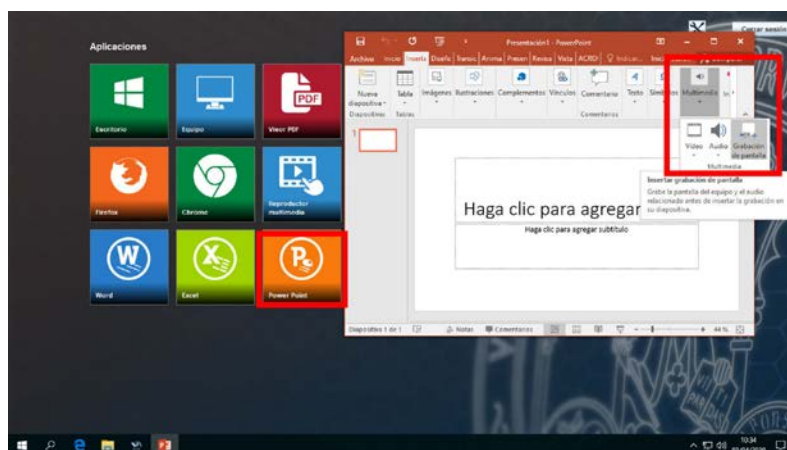 Cerrar sesión
Aplicaciones
Escritorio
Equipo
PDF
Visor PDF
Firefox
Chrome
Reproductor
multimedia
W
Word
X
Excel
P
Power Point
Presentación1 - PowerPoint
Archivo Inicio Inserta Diseño Transic Anima Presen Revisa Vista ACRO
Nueva
diapositiva
Tabla
Imágenes
Ilustraciones
Complementos
Vínculos
Comentario
Texto
Símbolos
Multimedia
Diapositivas
Tablas
Comentarios
Vídeo
Audio
Grabación
de pantalla
Multimedia
Insertar grabación de pantalla
Grabe la pantalla del equipo y el audio
relacionado antes de insertar la grabación en
su diapositiva.
1
Haga clic para agregar
Haga clic para agregar subtítulo
Diapositiva 1 de 1
Notas
Comentarios
44 %
10:34